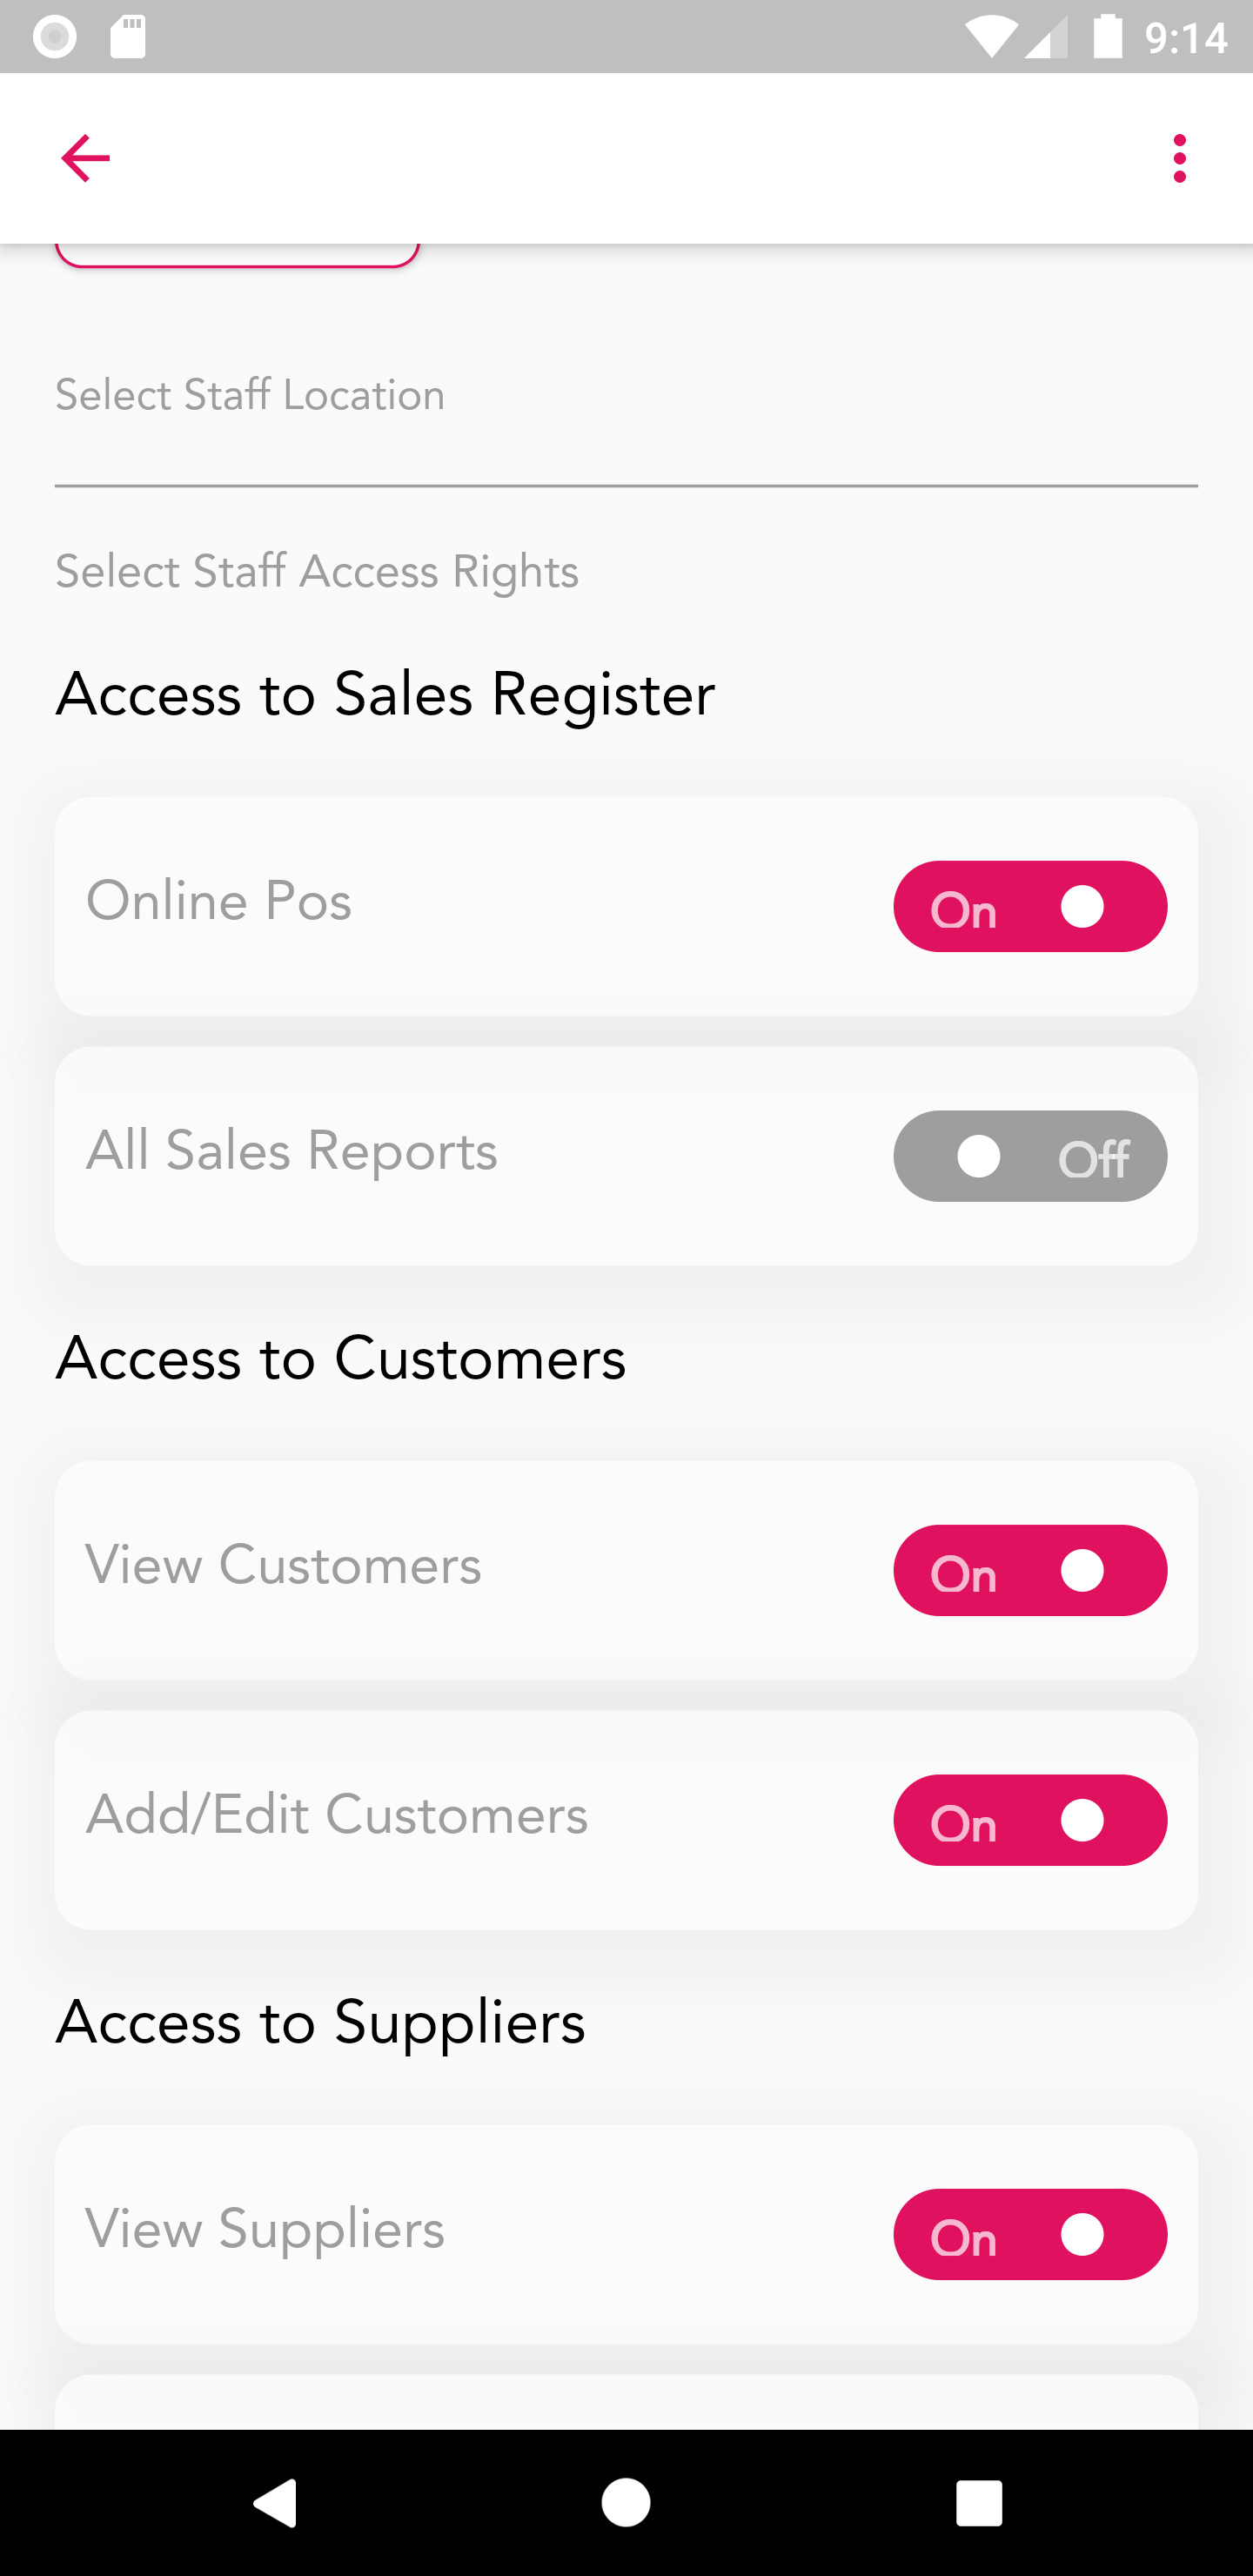 9:14
Select Staff Location
Select Staff Access Rights
Access to Sales Register
Online Pos
On
All Sales Reports
Off
Access to Customers
View Customers
On
Add/Edit Customers
On
Access to Suppliers
View Suppliers
On